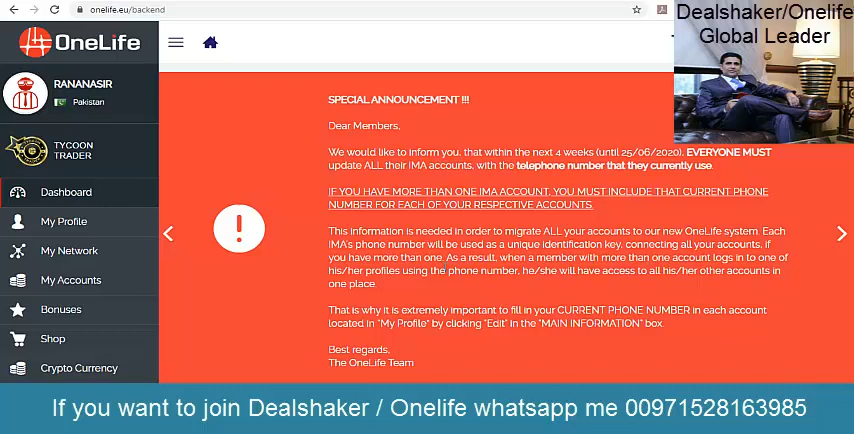 onelife.eu/backend
Dealshaker/Onelife
Global Leader
OneLife
RANANASIR
Pakistan
TYCOON
TRADER
Dashboard
My Profile
My Network
My Accounts
Bonuses
Shop
Crypto Currency
SPECIAL ANNOUNCEMENT !!!
Dear Members,
We would like to inform you, that within the next 4 weeks (until 25/06/2020), EVERYONE MUST
update ALL their IMA accounts, with the telephone number that they currently use.
IF YOU HAVE MORE THAN ONE IMA ACCOUNT, YOU MUST INCLUDE THAT CURRENT PHONE
NUMBER FOR EACH OF YOUR RESPECTIVE ACCOUNTS.
This information is needed in order to migrate ALL your accounts to our new OneLife system. Each
IMA's phone number will be used as a unique identification key, connecting all your accounts, if
you have more than one. As a result, when a member with more than one account logs in to one of
his/her profiles using the phone number, he/she will have access to all his/her other accounts in
one place.
That is why it is extremely important to fill in your CURRENT PHONE NUMBER in each account
located in "My Profile" by clicking "Edit" in the "MAIN INFORMATION" box.
Best regards,
The OneLife Team
If you want to join Dealshaker / Onelife whatsapp me 00971528163985